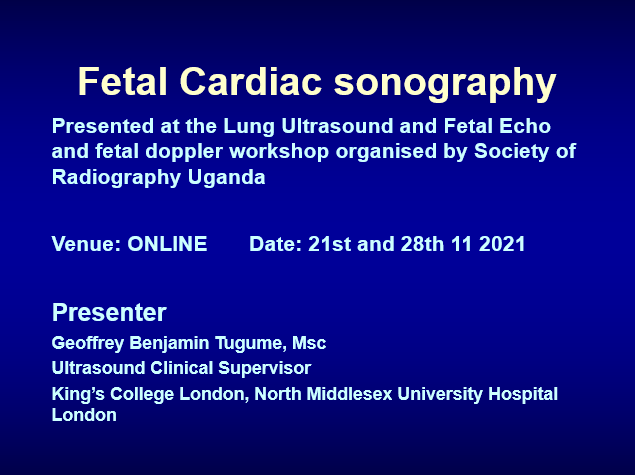 Fetal Cardiac sonography
Presented at the Lung Ultrasound and Fetal Echo
and fetal doppler workshop organised by Society of
Radiography Uganda
Venue: ONLINE Date: 21st and 28th 11 2021
Presenter
Geoffrey Benjamin Tugume, Msc
Ultrasound Clinical Supervisor
King’s College London, North Middlesex University Hospital
London